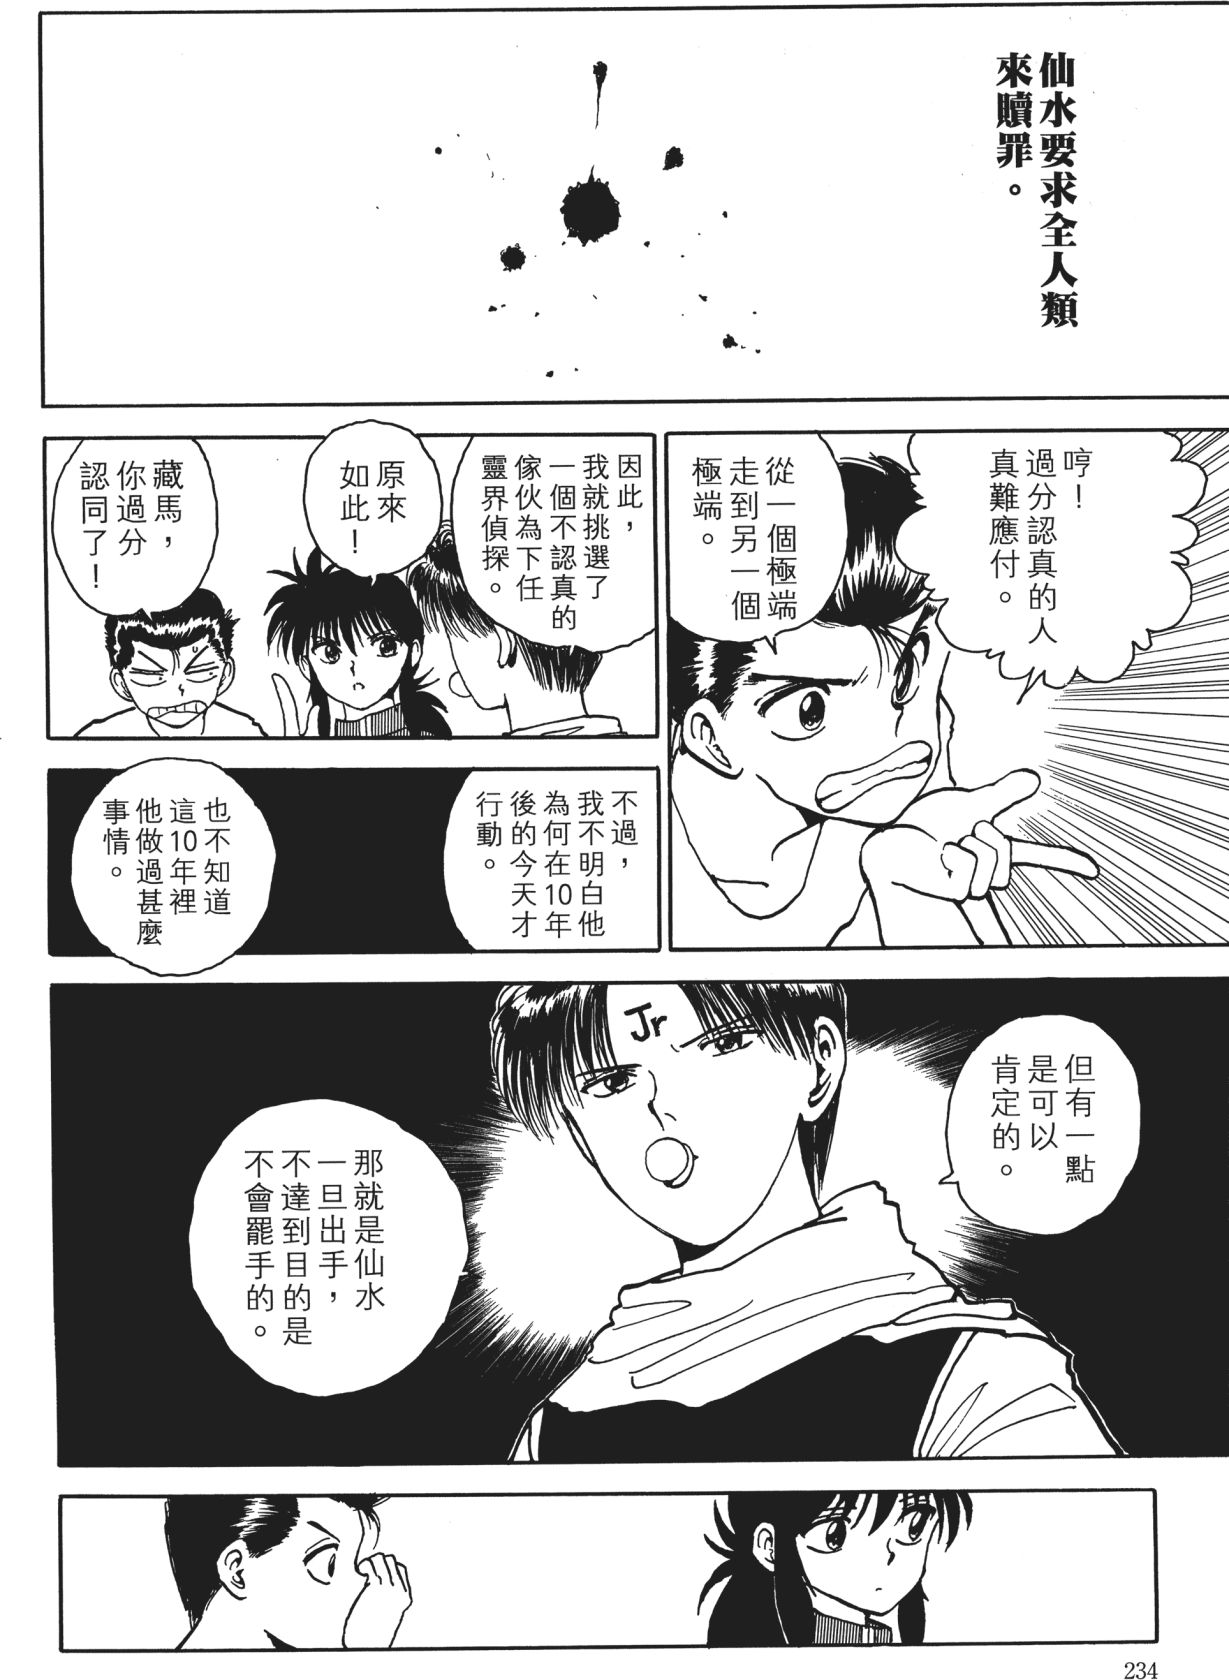 仙水要求全人類
來贖罪。
哼！
過分認真的人
真難應付。
從一個極端
走到另一個
極端。
因此，
我就挑選了
一個不認真的
傢伙為下任
靈界偵探。
原來
如此！
藏馬，
你過分
認同了！
不過，
我不明白他
為何在10年
後的今天才
行動。
也不知道
這10年裡
他做過甚麼
事情。
但有一點
是可以
肯定的。
Jr
那就是仙水
一旦出手，
不達到目的是
不會罷手的。
234